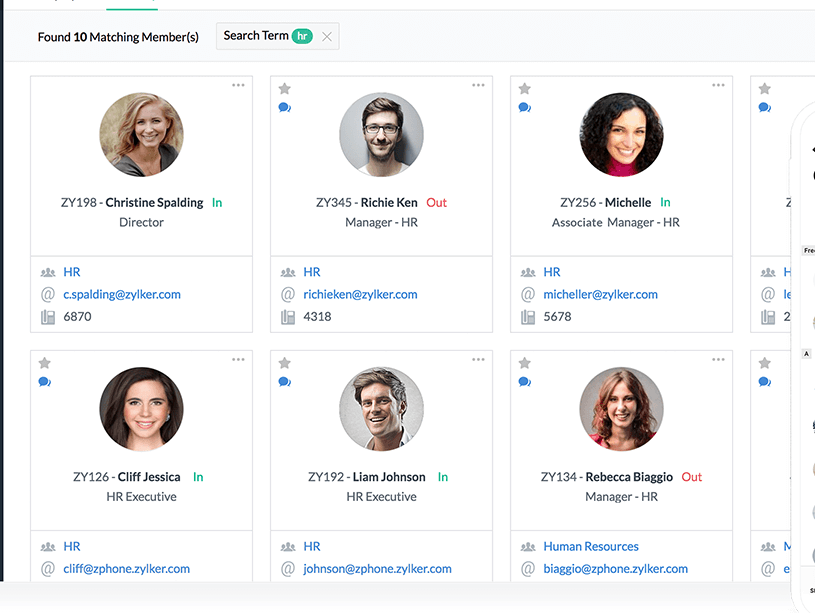 Found 10 Matching Member(s) Search Term hr
ZY198 - Christine Spalding In
Director
HR
c.spalding@zylker.com
6870
ZY345 - Richie Ken Out
Manager - HR
HR
richieken@zylker.com
4318
ZY256 - Michelle In
Associate Manager - HR
HR
micheller@zylker.com
5678
ZY126 - Cliff Jessica In
HR Executive
HR
cliff@zphone.zylker.com
ZY192 - Liam Johnson In
HR Executive
HR
johnson@zphone.zylker.com
ZY134 - Rebecca Biaggio Out
Manager - HR
Human Resources
biaggio@zphone.zylker.com
A